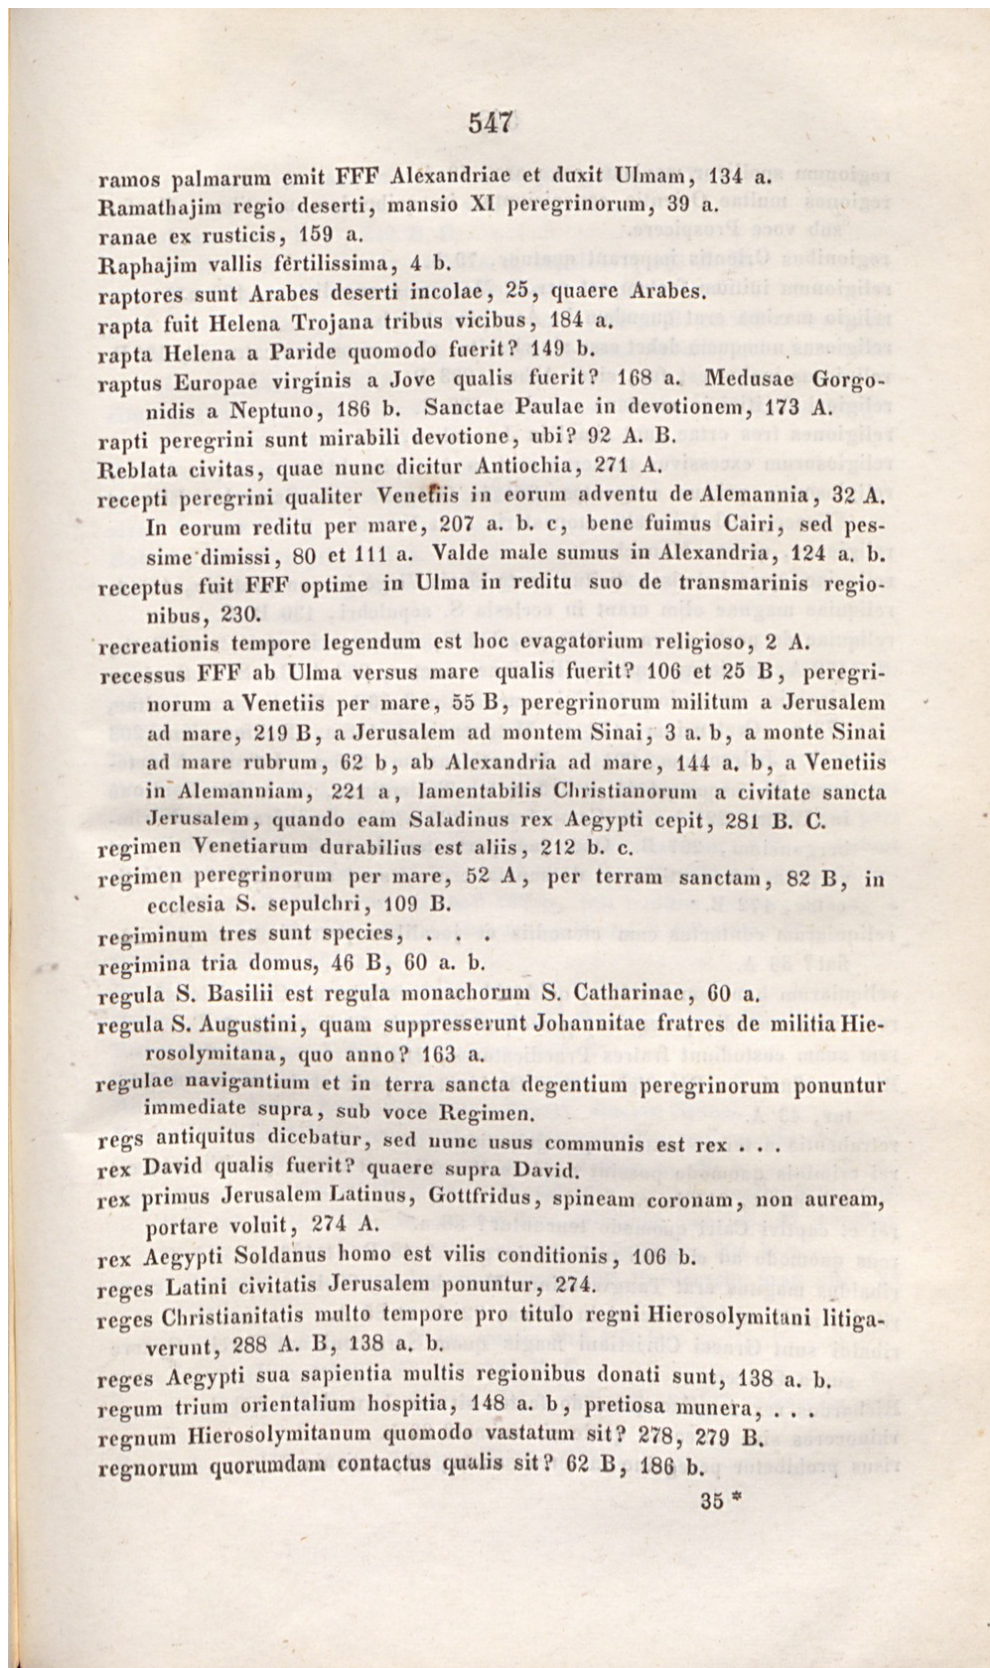 547
ramos palmarum emit FFF Alexandriae et duxit Ulmam, 134 a.
Ramathajim regio deserti, mansio XI peregrinorum, 39 a.
ranae ex rusticis, 159 a.
Raphajim vallis fertilissima, 4 b.
raptores sunt Arabes deserti incolae, 25, quaere Arabes.
rapta fuit Helena Trojana tribus vicibus, 184 a.
rapta Helena a Paride quomodo fuerit? 149 b.
raptus Europae virginis a Jove qualis fuerit? 168 a. Medusae Gorgo-
nidis a Neptuno, 186 b. Sanctae Paulae in devotionem, 173 A.
rapti peregrini sunt mirabili devotione, ubi? 92 A. B.
Reblata civitas, quae nunc dicitur Antiochia, 271 A.
recepti peregrini qualiter Venetiis in eorum adventu de Alemannia, 32 A.
In eorum reditu per mare, 207 a. b. c, bene fuimus Cairi, sed pes-
sime dimissi, 80 et 111 a. Valde male sumus in Alexandria, 124 a. b.
receptus fuit FFF optime in Ulma in reditu suo de transmarinis regio-
nibus, 230.
recreationis tempore legendum est hoc evagatorium religioso, 2 A.
recessus FFF ab Ulma versus mare qualis fuerit? 106 et 25 B, peregri-
norum a Venetiis per mare, 55 B, peregrinorum militum a Jerusalem
ad mare, 219 B, a Jerusalem ad montem Sinai, 3 a. b, a monte Sinai
ad mare rubrum, 62 b, ab Alexandria ad mare, 144 a. b, a Venetiis
in Alemanniam, 221 a, lamentabilis Christianorum a civitate sancta
Jerusalem, quando eam Saladinus rex Aegypti cepit, 281 B. C.
regimen Venetiarum durabilius est aliis, 212 b. c.
regimen peregrinorum per mare, 52 A, per terram sanctam, 82 B, in
ecclesia S. sepulchri, 109 B.
regiminum tres sunt species, . . .
regimina tria domus, 46 B, 60 a. b.
regula S. Basilii est regula monachorum S. Catharinae, 60 a.
regula S. Augustini, quam suppresserunt Johannitae fratres de militia Hie-
rosolymitana, quo anno? 163 a.
regulae navigantium et in terra sancta degentium peregrinorum ponuntur
immediate supra, sub voce Regimen.
regs antiquitus dicebatur, sed nunc usus communis est rex . . .
rex David qualis fuerit? quaere supra David.
rex primus Jerusalem Latinus, Gottfridus, spineam coronam, non auream,
portare voluit, 274 A.
rex Aegypti Soldanus homo est vilis conditionis, 106 b.
reges Latini civitatis Jerusalem ponuntur, 274.
reges Christianitatis multo tempore pro titulo regni Hierosolymitani litiga-
verunt, 288 A. B, 138 a. b.
reges Aegypti sua sapientia multis regionibus donati sunt, 138 a. b.
regum trium orientalium hospitia, 148 a. b, pretiosa munera, . . .
regnum Hierosolymitanum quomodo vastatum sit? 278, 279 B.
regnorum quorumdam contactus qualis sit? 62 B, 186 b.
35 *